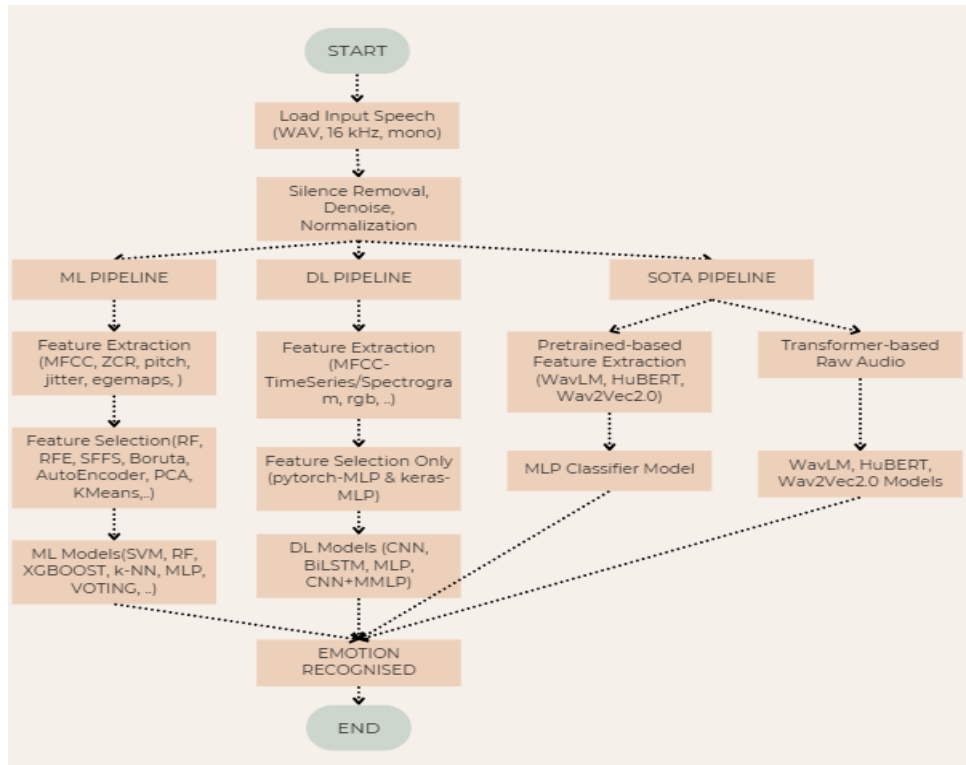 START
Load Input Speech
(WAV, 16 kHz, mono)
Silence Removal,
Denoise,
Normalization
ML PIPELINE
DL PIPELINE
SOTA PIPELINE
Feature Extraction
(MFCC, ZCR, pitch,
jitter, egemaps, )
Feature Extraction
(MFCC-
TimeSeries/Spectrogra
m, rgb, ..)
Pretrained-based
Feature Extraction
(WavLM, HuBERT,
Wav2Vec2.0)
Transformer-based
Raw Audio
Feature Selection(RF,
RFE, SFFS, Boruta,
AutoEncoder, PCA,
KMeans,..)
Feature Selection Only
(pytorch-MLP & keras-
MLP)
MLP Classifier Model
WavLM, HuBERT,
Wav2Vec2.0 Models
ML Models(SVM, RF,
XGBOOST, k-NN, MLP,
VOTING, ..)
DL Models (CNN,
BiLSTM, MLP,
CNN+MMLP)
EMOTION
RECOGNISED
END